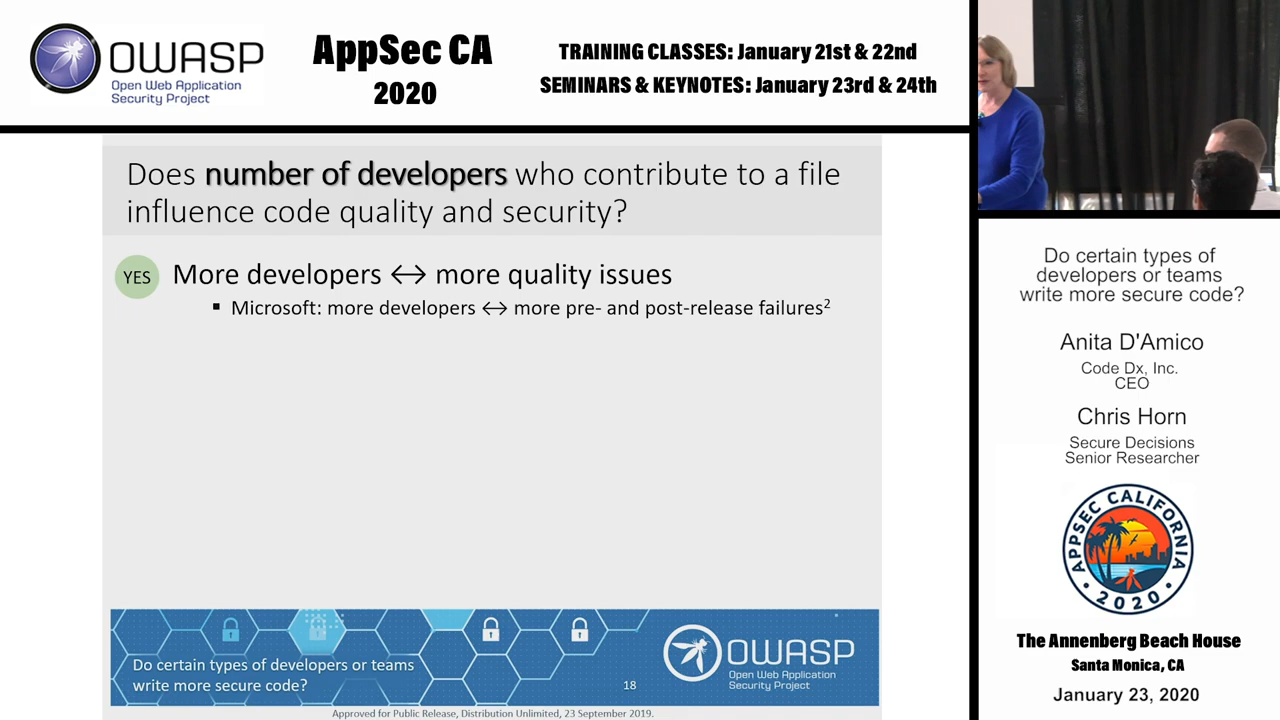 OWASP
Open Web Application
Security Project
AppSec CA
2020
TRAINING CLASSES: January 21st & 22nd
SEMINARS & KEYNOTES: January 23rd & 24th
Does number of developers who contribute to a file
influence code quality and security?
YES More developers ↔ more quality issues
▪ Microsoft: more developers ↔ more pre- and post-release failures²
Do certain types of developers or teams
write more secure code?
18
OWASP
Open Web Application
Security Project
Approved for Public Release, Distribution Unlimited, 23 September 2019.
Do certain types of
developers or teams
write more secure code?
Anita D'Amico
Code Dx, Inc.
CEO
Chris Horn
Secure Decisions
Senior Researcher
APPSEC CALIFORNIA
• 2020 •
The Annenberg Beach House
Santa Monica, CA
January 23, 2020